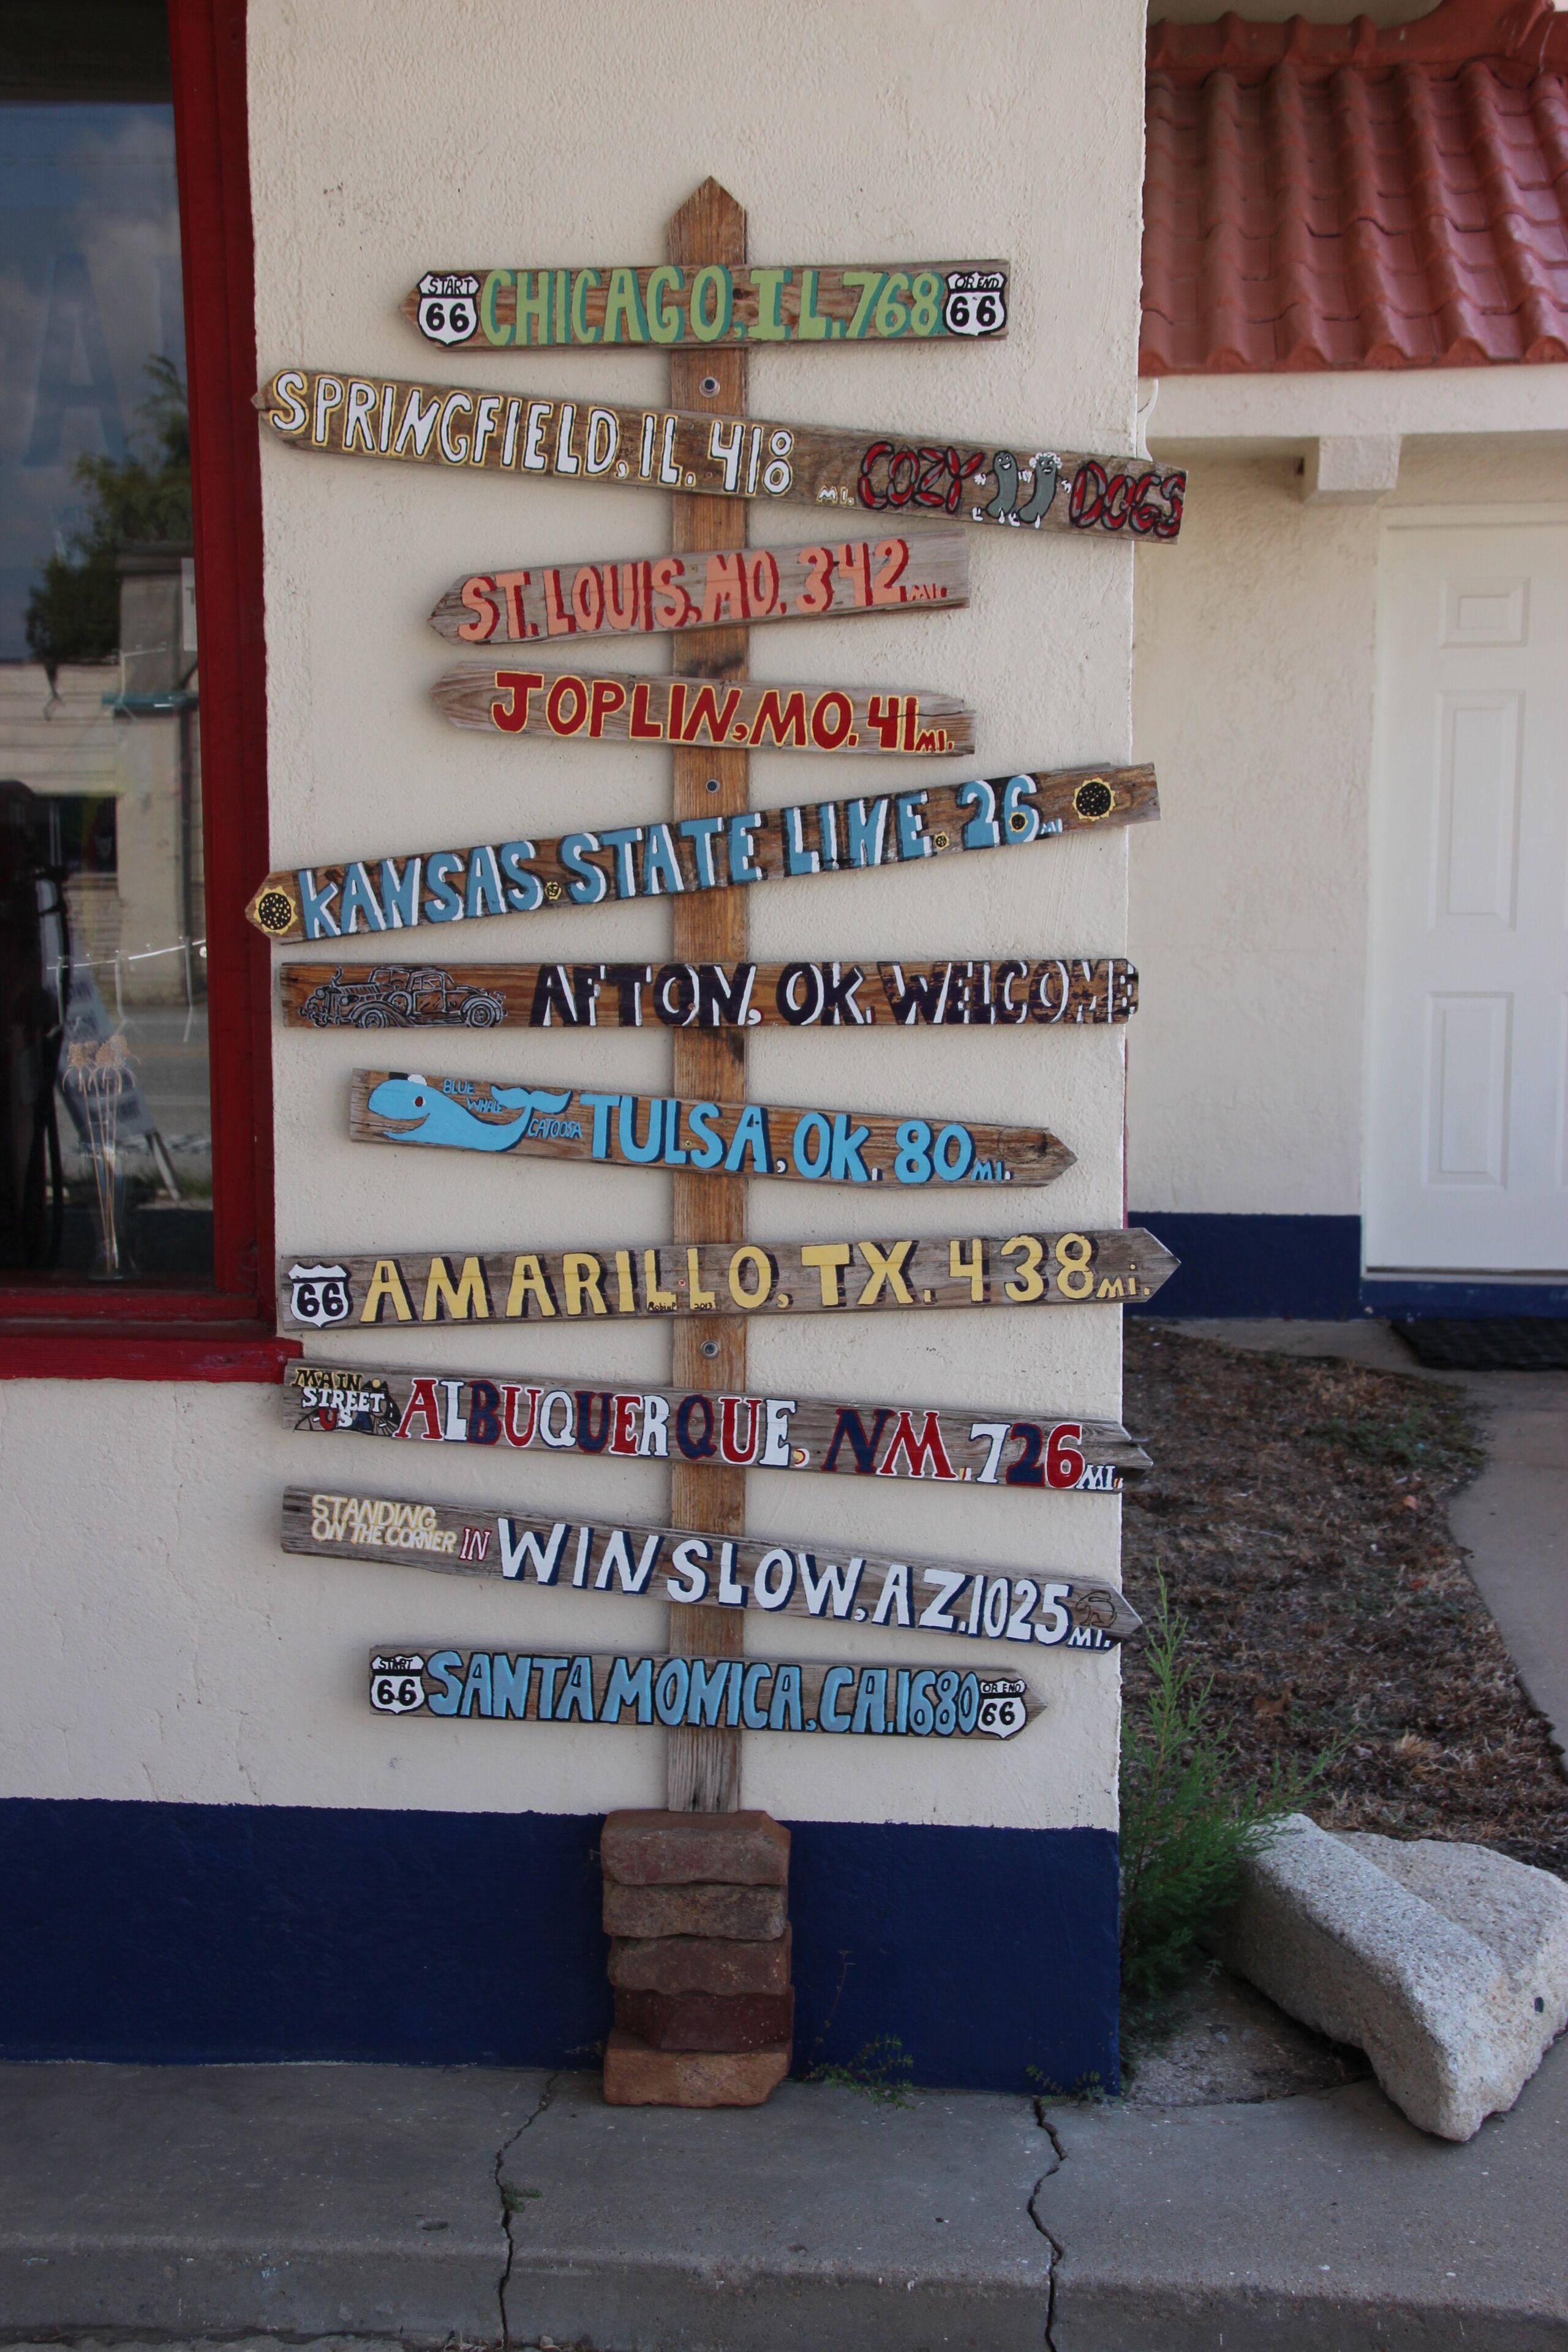 START 66 CHICAGO, IL. 768 OR END 66
SPRINGFIELD, IL. 418 MI. COZY DOGS
ST. LOUIS, MO. 342 MI.
JOPLIN, MO. 41 MI.
KANSAS STATE LINE. 26 MI
AFTON, OK. WELCOME
BLUE WHALE CATOOSA TULSA, OK. 80 MI.
66 AMARILLO, TX. 438 mi.
2013
MAIN STREET US ALBUQUERQUE, NM. 726 MI.
STANDING ON THE CORNER IN WINSLOW, AZ. 1025 MI.
START 66 SANTA MONICA, CA. 1680 OR END 66